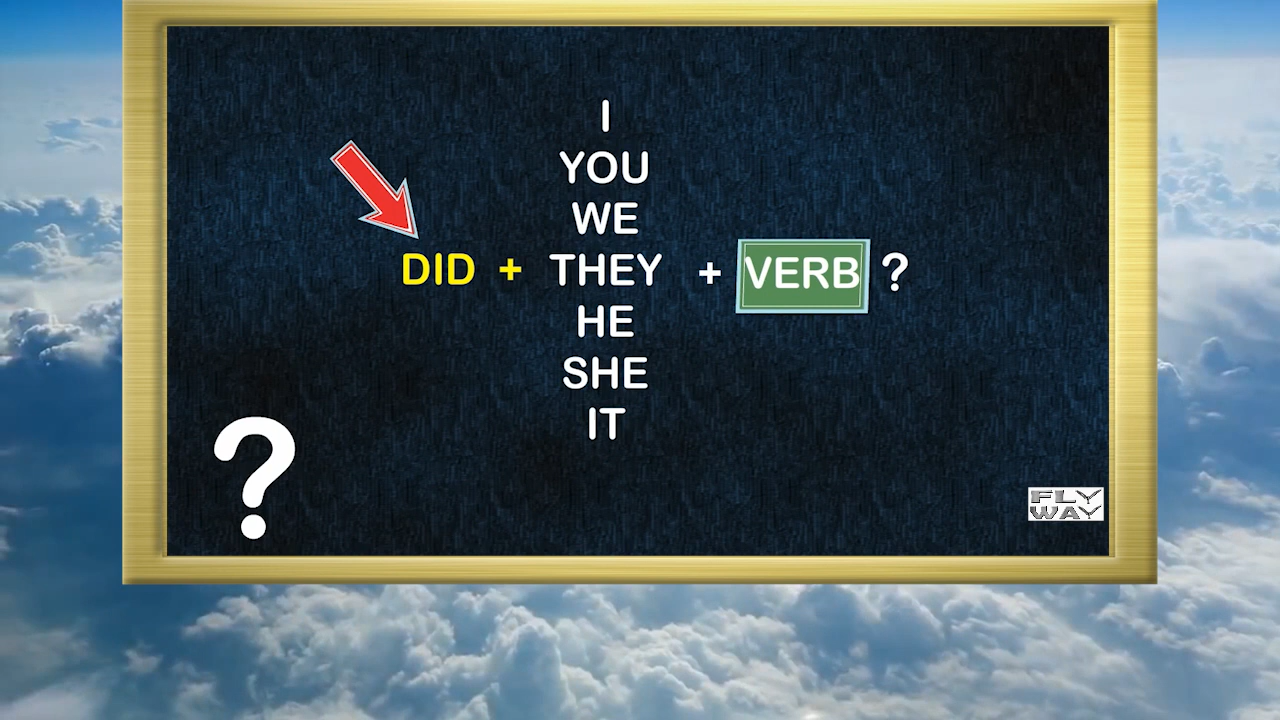 I
YOU
WE
DID + THEY + VERB ?
HE
SHE
IT
?
FLY
WAY